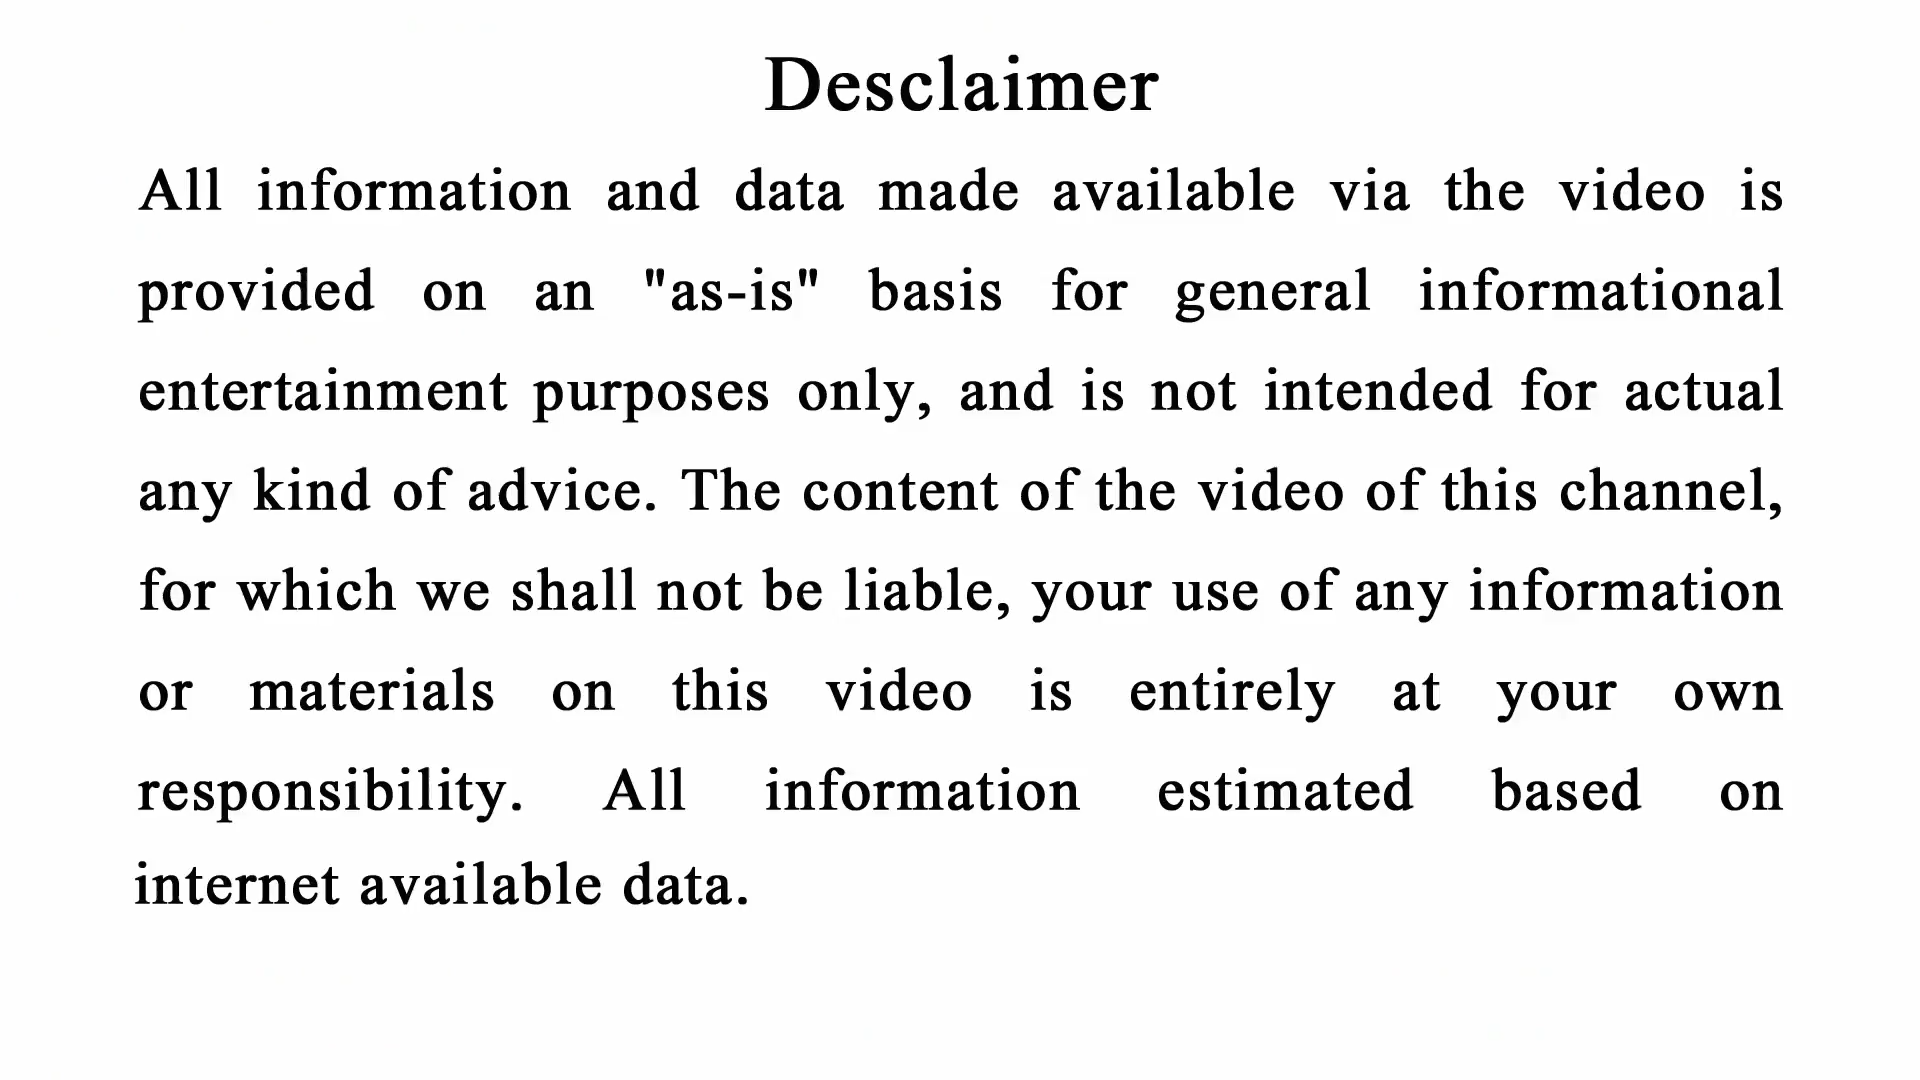 Desclaimer
All information and data made available via the video is
provided on an "as-is" basis for general informational
entertainment purposes only, and is not intended for actual
any kind of advice. The content of the video of this channel,
for which we shall not be liable, your use of any information
or materials on this video is entirely at your own
responsibility. All information estimated based on
internet available data.